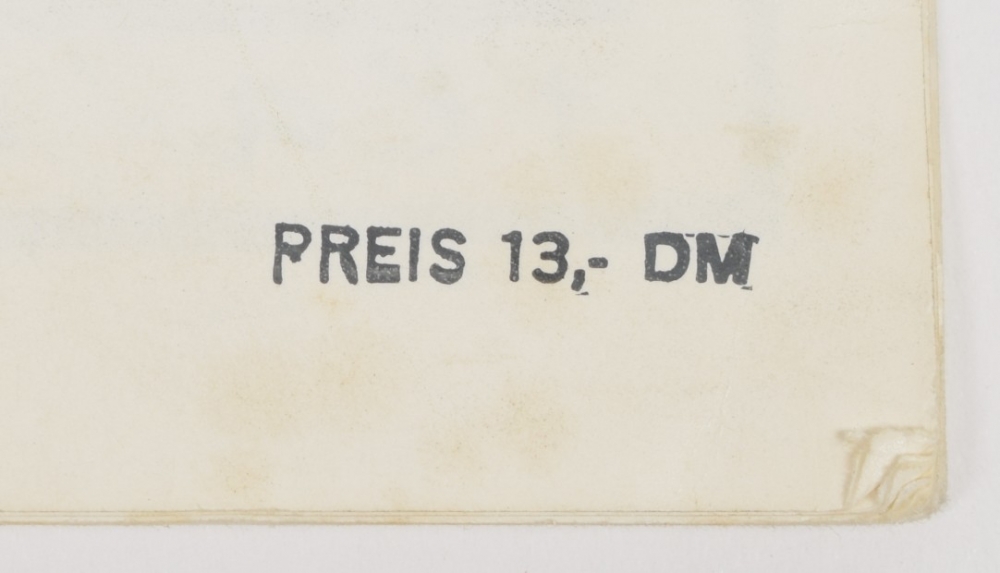 PREIS 13,- DM